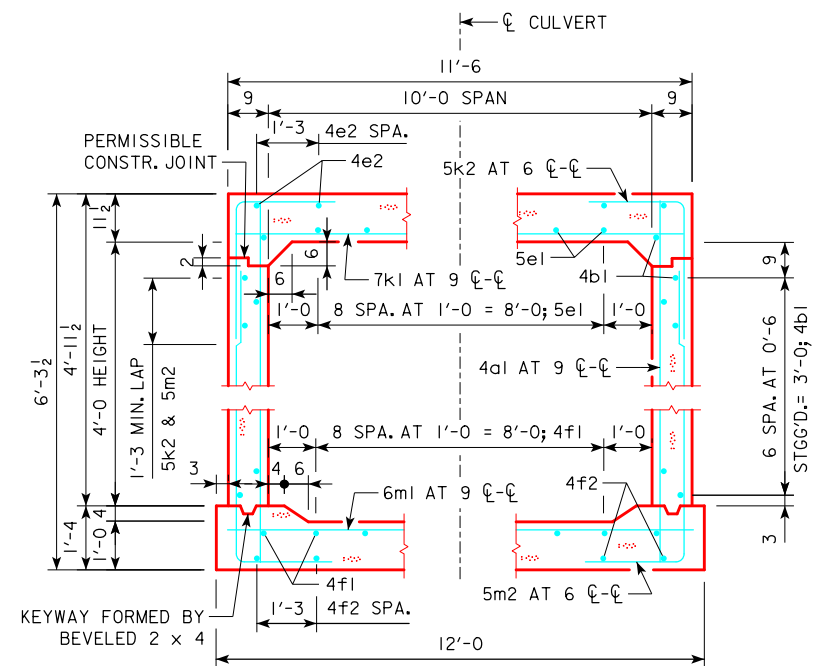 ℄ CULVERT
11'-6
9
10'-0 SPAN
9
PERMISSIBLE
CONSTR. JOINT
1'-3
4e2 SPA.
4e2
5k2 AT 6 ℄-℄
11½
2
6
6
7k1 AT 9 ℄-℄
5e1
4b1
9
1'-0
8 SPA. AT 1'-0 = 8'-0; 5e1
1'-0
6'-3½
4'-11½
4'-0 HEIGHT
1'-3 MIN. LAP
5k2 & 5m2
4a1 AT 9 ℄-℄
6 SPA. AT 0'-6
STGG'D.= 3'-0; 4b1
1'-0
8 SPA. AT 1'-0 = 8'-0; 4f1
1'-0
3
4
6
6m1 AT 9 ℄-℄
4f2
1'-4
1'-0
4
3
4f1
5m2 AT 6 ℄-℄
KEYWAY FORMED BY
BEVELED 2 x 4
1'-3
4f2 SPA.
12'-0